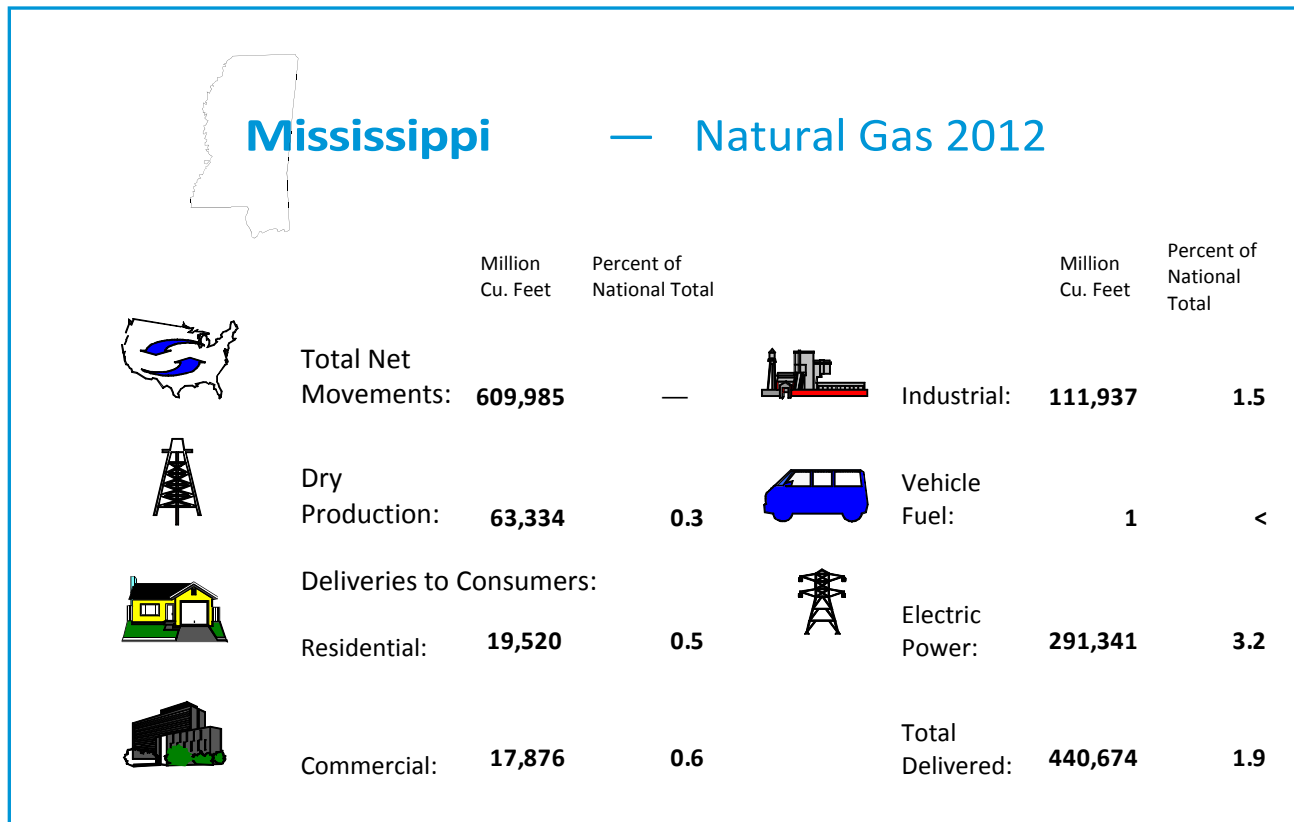 Mississippi — Natural Gas 2012
Million
Cu. Feet
Percent of
National Total
Total Net
Movements: 609,985 —
Dry
Production: 63,334 0.3
Deliveries to Consumers:
Residential: 19,520 0.5
Commercial: 17,876 0.6
Million
Cu. Feet
Percent of
National
Total
Industrial: 111,937 1.5
Vehicle
Fuel: 1 <
Electric
Power: 291,341 3.2
Total
Delivered: 440,674 1.9